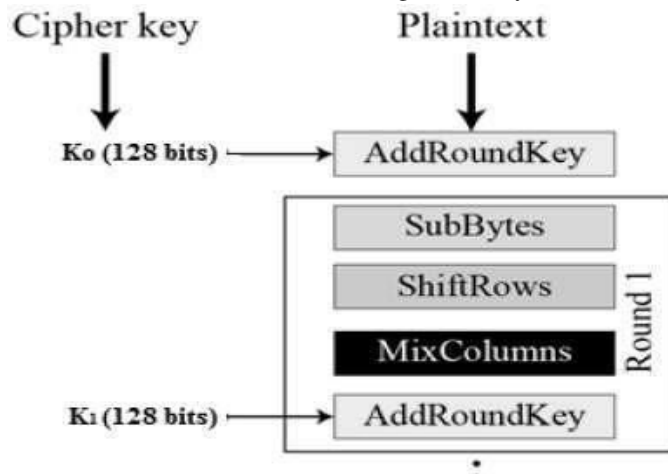 Cipher key Plaintext
K₀ (128 bits) AddRoundKey
SubBytes
ShiftRows
MixColumns
Round 1
K₁ (128 bits) AddRoundKey